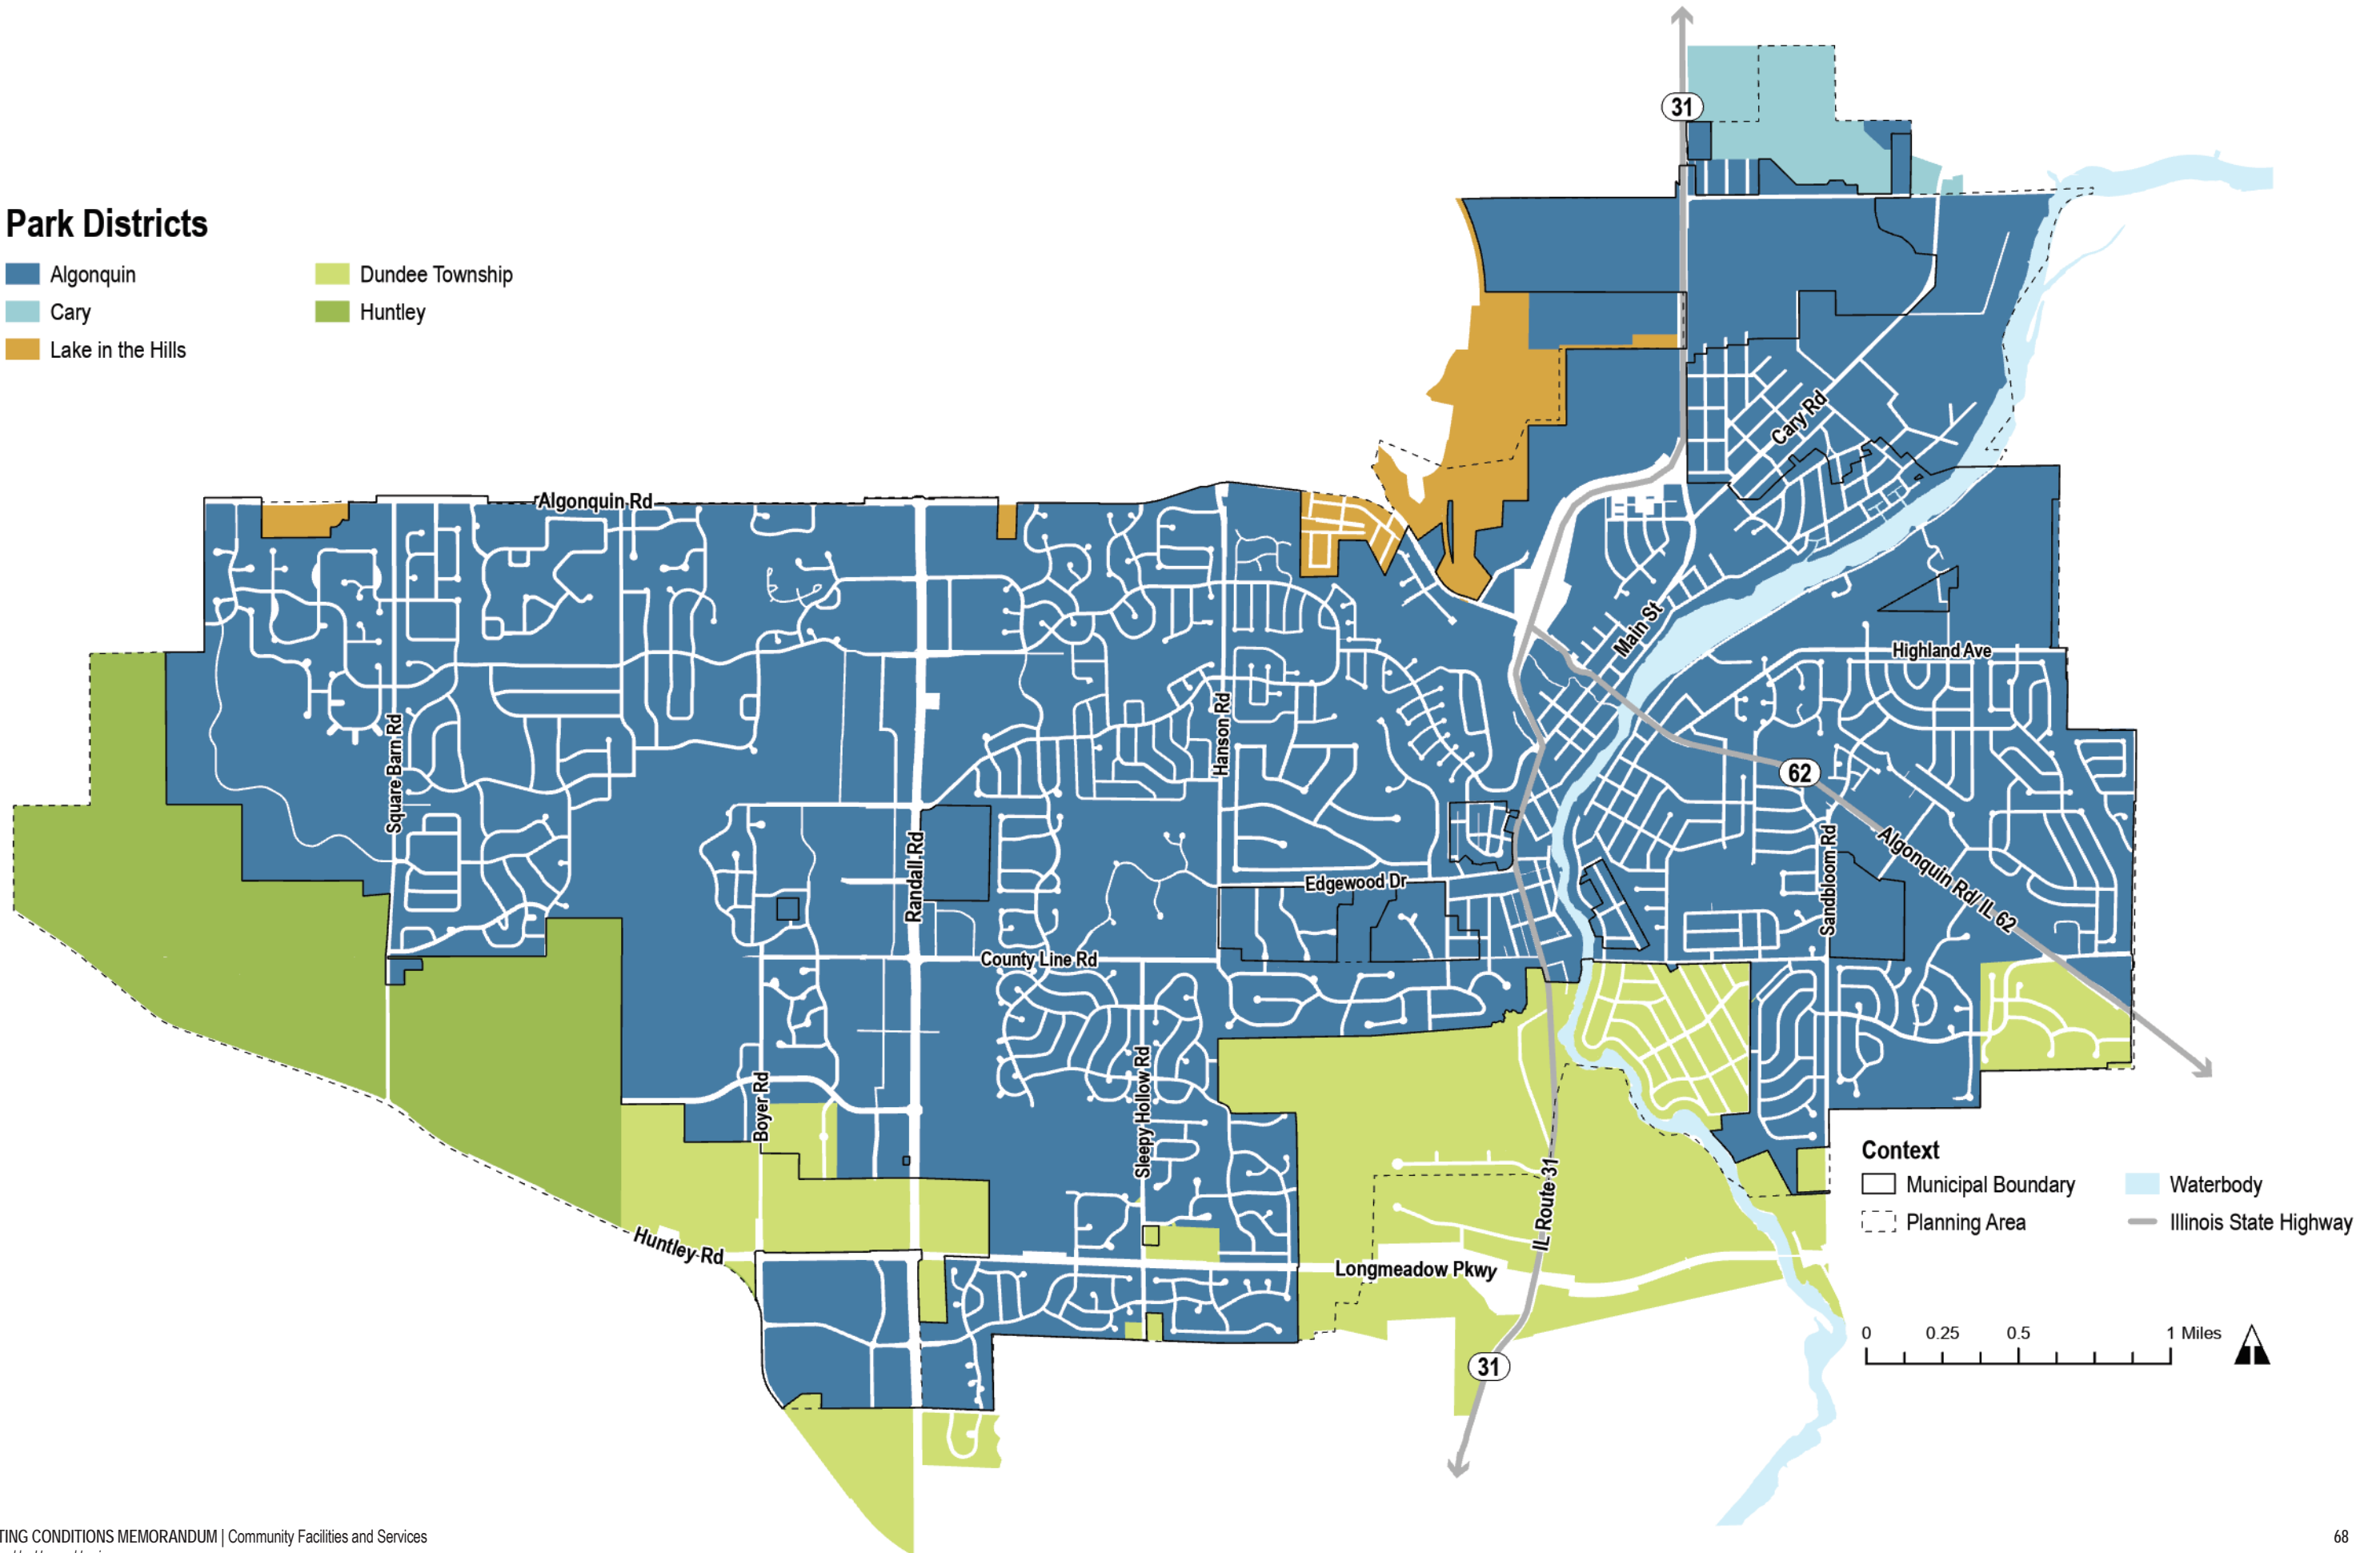 31
Park Districts
Algonquin
Dundee Township
Cary
Huntley
Lake in the Hills
Cary Rd
Algonquin Rd
Main St
Highland Ave
Square Barn Rd
Hanson Rd
62
Randall Rd
Sandbloom Rd
Algonquin Rd/ IL 62
Edgewood Dr
County Line Rd
Boyer Rd
Sleepy Hollow Rd
IL Route 31
Huntley Rd
Longmeadow Pkwy
31
Context
Municipal Boundary
Waterbody
Planning Area
Illinois State Highway
0 0.25 0.5 1 Miles
TING CONDITIONS MEMORANDUM | Community Facilities and Services
68